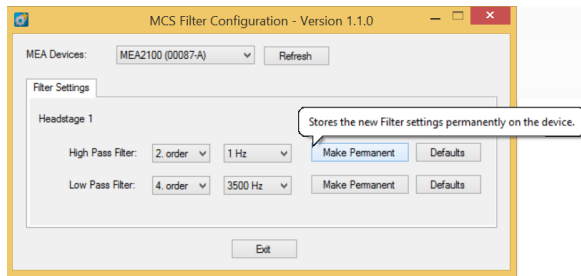 MCS Filter Configuration - Version 1.1.0
MEA Devices: MEA2100 (00087-A) Refresh
Filter Settings
Headstage 1
Stores the new Filter settings permanently on the device.
High Pass Filter: 2. order 1 Hz Make Permanent Defaults
Low Pass Filter: 4. order 3500 Hz Make Permanent Defaults
Exit